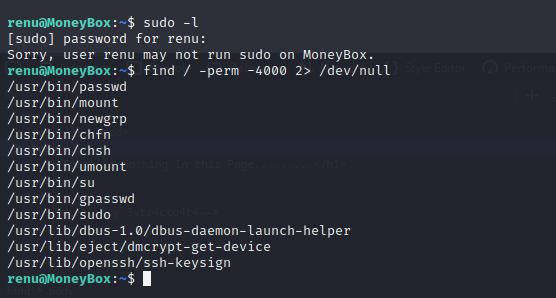 renu@MoneyBox:~$ sudo -l
[sudo] password for renu:
Sorry, user renu may not run sudo on MoneyBox.
renu@MoneyBox:~$ find / -perm -4000 2> /dev/null
/usr/bin/passwd
/usr/bin/mount
/usr/bin/newgrp
/usr/bin/chfn
/usr/bin/chsh
/usr/bin/umount
/usr/bin/su
/usr/bin/gpasswd
/usr/bin/sudo
/usr/lib/dbus-1.0/dbus-daemon-launch-helper
/usr/lib/eject/dmcrypt-get-device
/usr/lib/openssh/ssh-keysign
renu@MoneyBox:~$